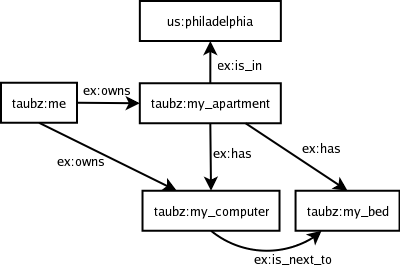 us:philadelphia
ex:is_in
ex:owns
taubz:me
taubz:my_apartment
ex:owns
ex:has
ex:has
taubz:my_computer
taubz:my_bed
ex:is_next_to